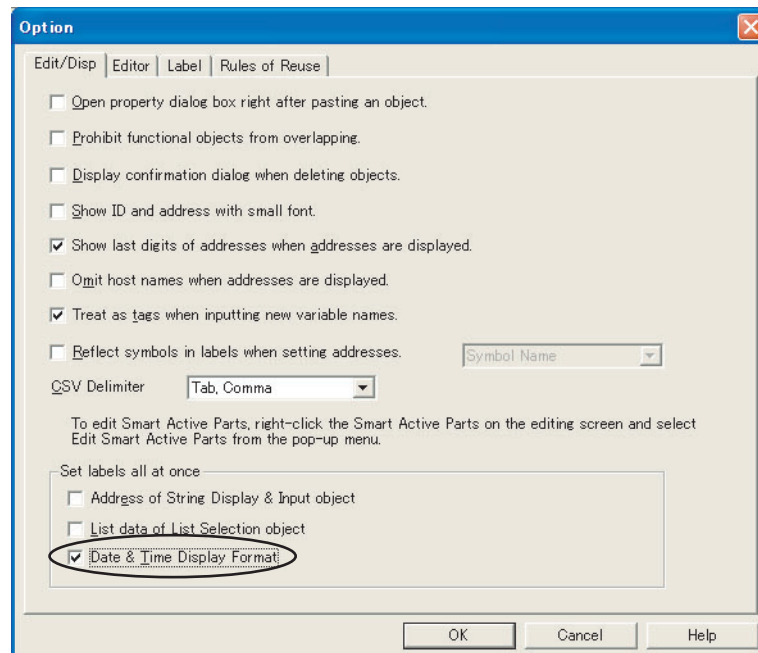 Option
Edit/Disp Editor Label Rules of Reuse
Open property dialog box right after pasting an object.
Prohibit functional objects from overlapping.
Display confirmation dialog when deleting objects.
Show ID and address with small font.
Show last digits of addresses when addresses are displayed.
Omit host names when addresses are displayed.
Treat as tags when inputting new variable names.
Reflect symbols in labels when setting addresses. Symbol Name
CSV Delimiter Tab, Comma
To edit Smart Active Parts, right-click the Smart Active Parts on the editing screen and select
Edit Smart Active Parts from the pop-up menu.
Set labels all at once
Address of String Display & Input object
List data of List Selection object
Date & Time Display Format
OK Cancel Help